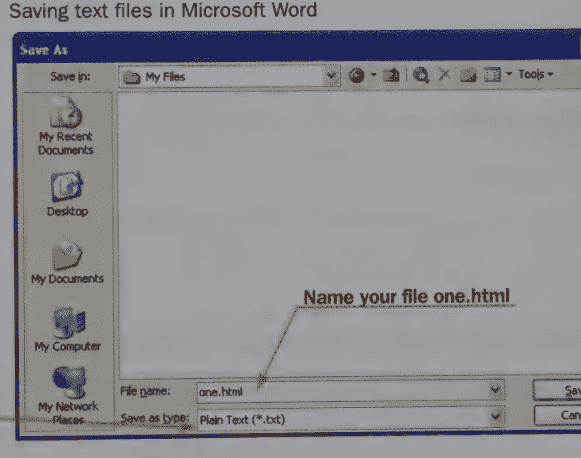 Saving text files in Microsoft Word
Save As
Save in:
My Files
Tools
My Recent
Documents
Desktop
My Documents
My Computer
My Network
Places
Name your file one.html
File name:
one.html
Save as type:
Plain Text (*.txt)
Sav
Can